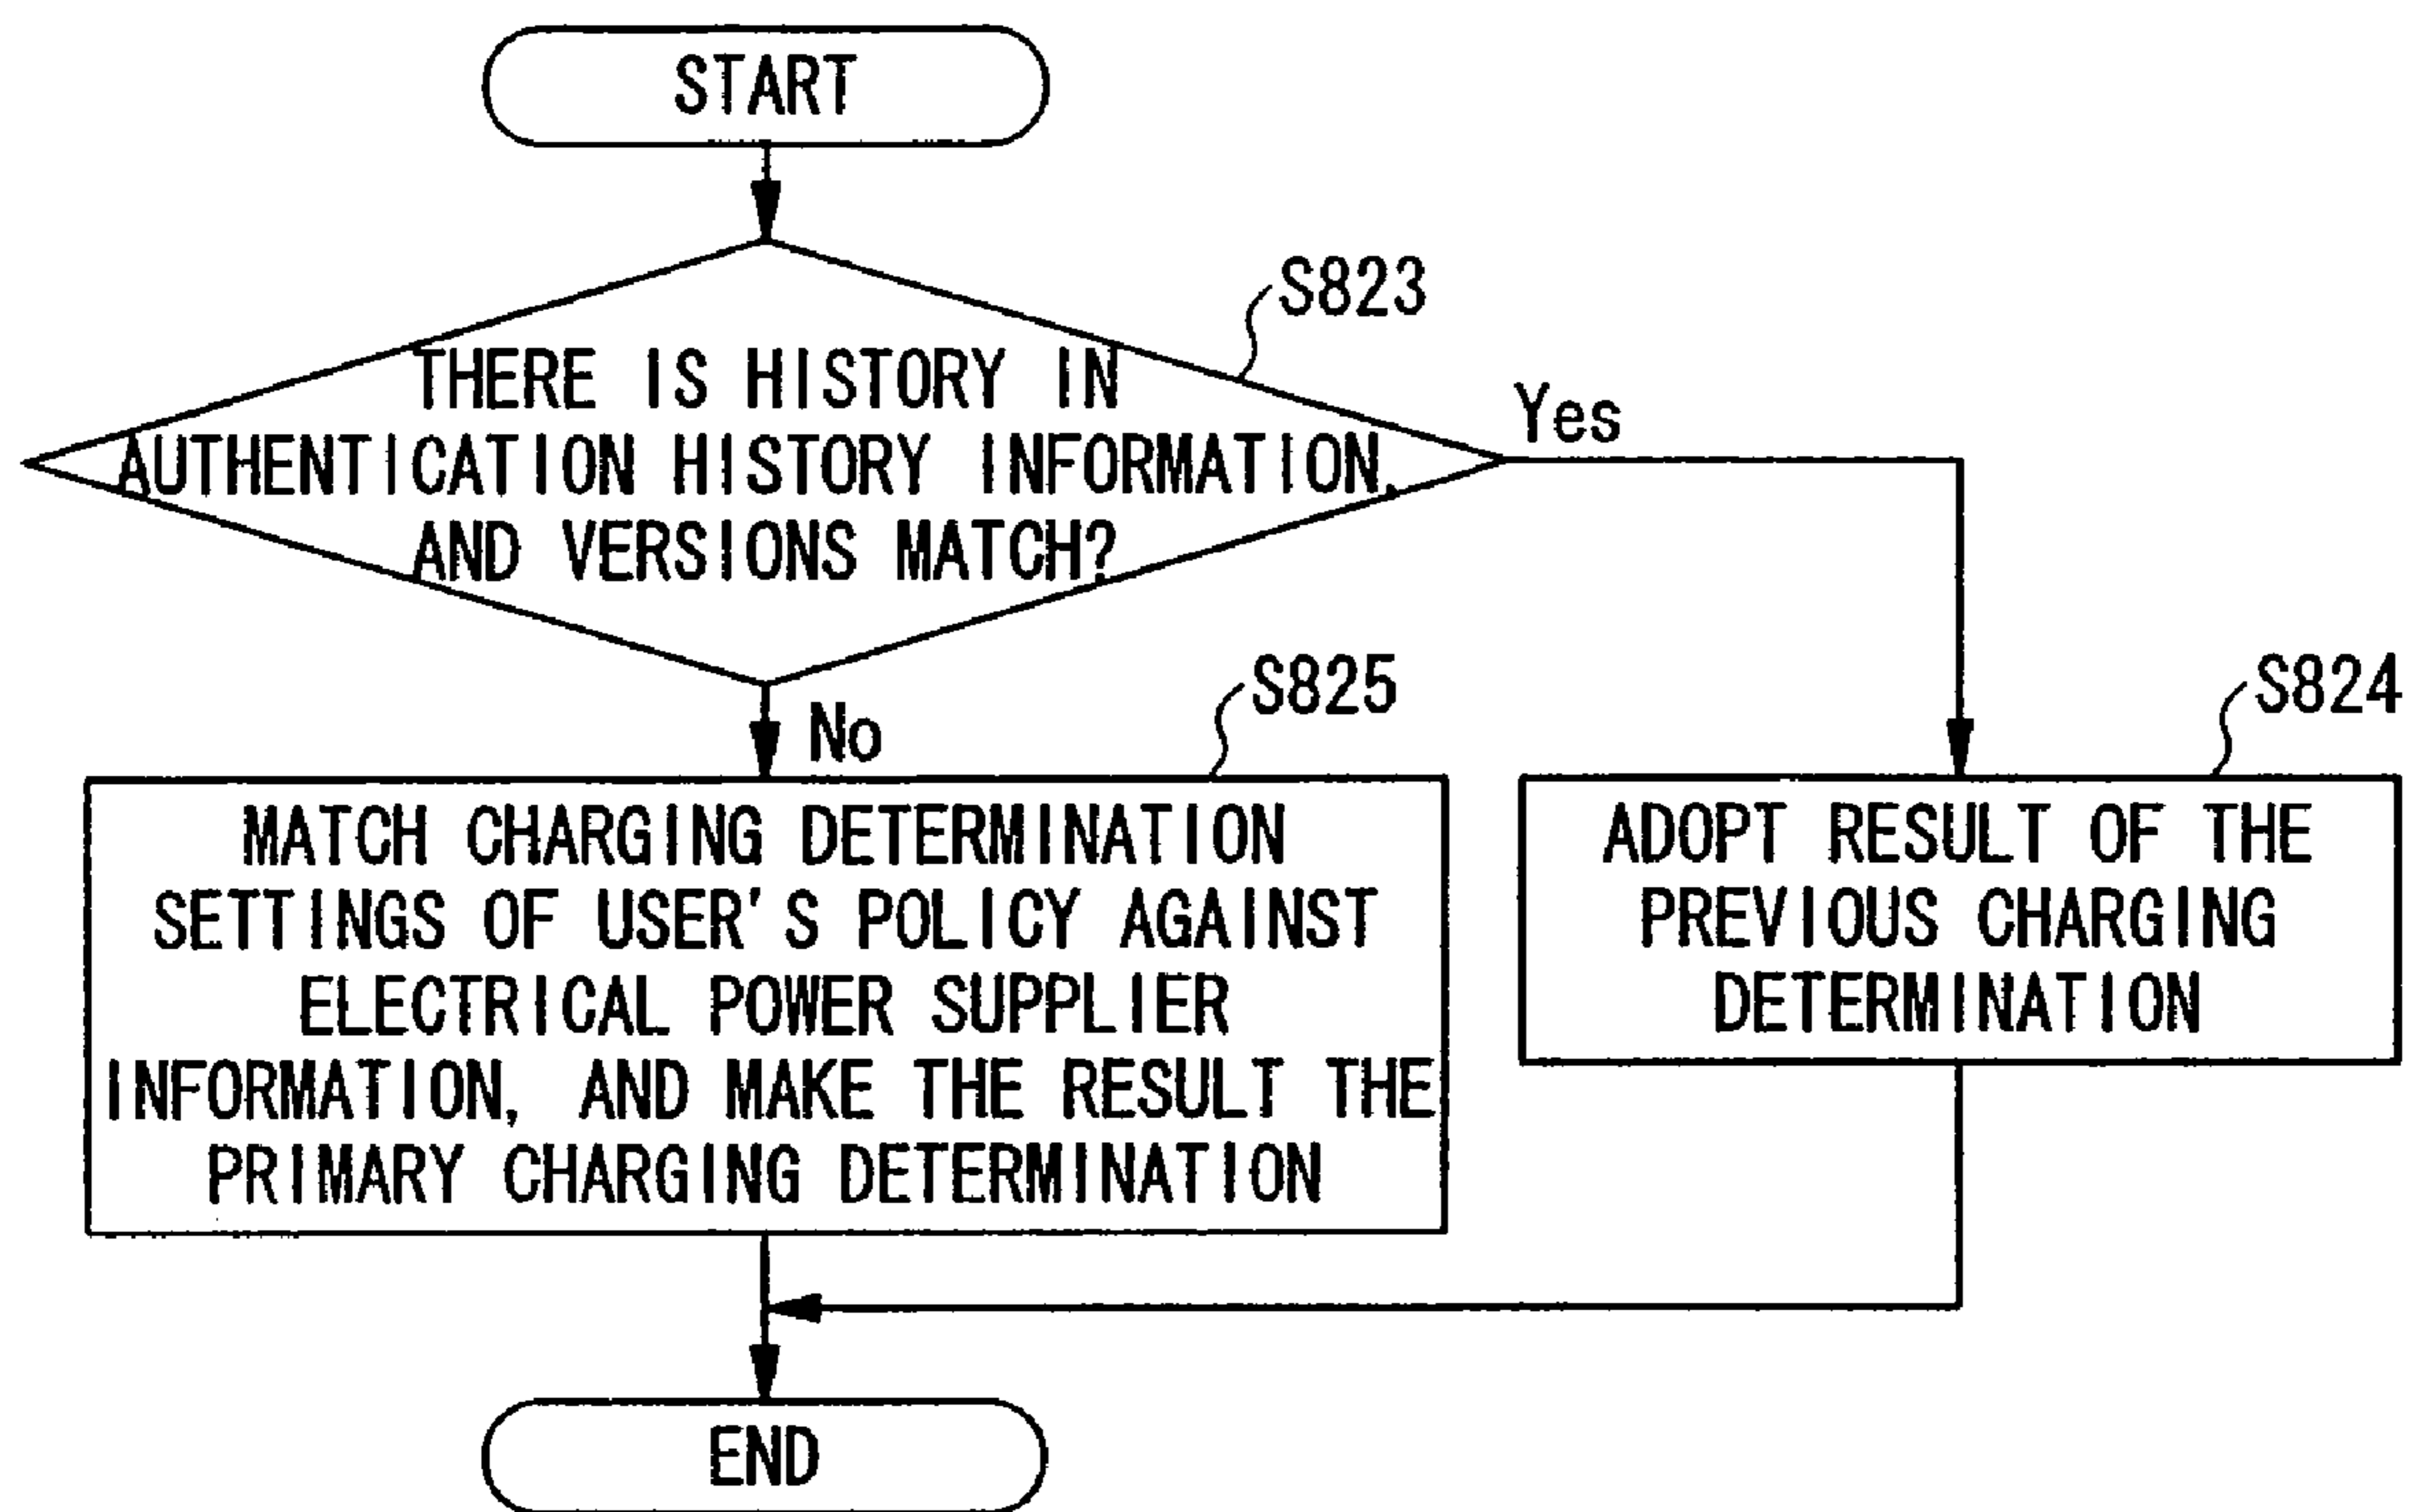 START
S823
THERE IS HISTORY IN
AUTHENTICATION HISTORY INFORMATION,
AND VERSIONS MATCH?
Yes
No
S825
MATCH CHARGING DETERMINATION
SETTINGS OF USER'S POLICY AGAINST
ELECTRICAL POWER SUPPLIER
INFORMATION, AND MAKE THE RESULT THE
PRIMARY CHARGING DETERMINATION
S824
ADOPT RESULT OF THE
PREVIOUS CHARGING
DETERMINATION
END